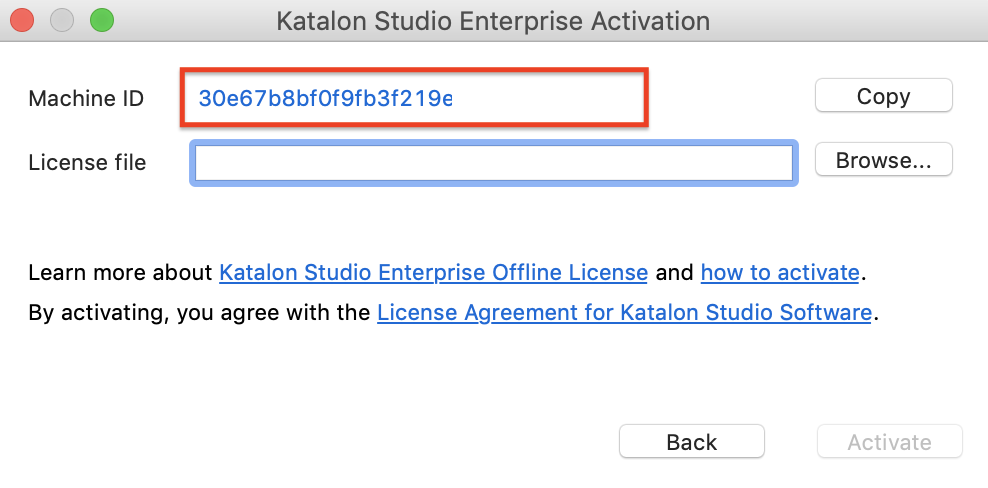 Katalon Studio Enterprise Activation
Machine ID 30e67b8bf0f9fb3f219e Copy
License file Browse...
Learn more about Katalon Studio Enterprise Offline License and how to activate.
By activating, you agree with the License Agreement for Katalon Studio Software.
Back Activate